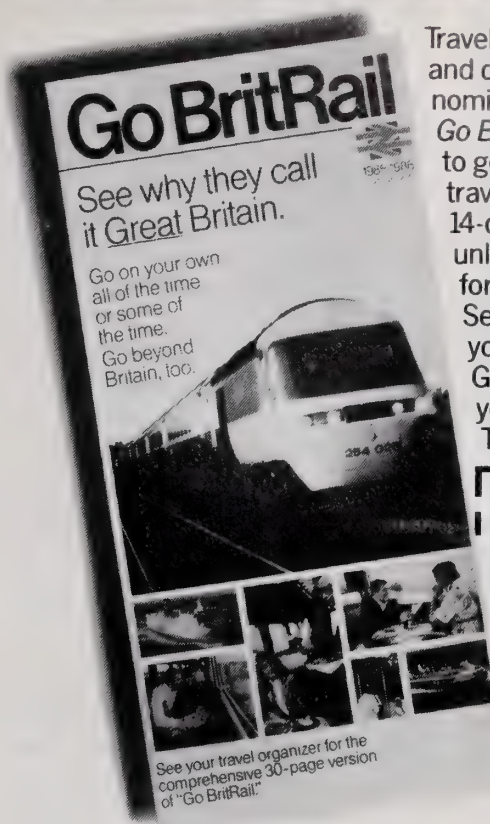 Go BritRail
See why they call
it Great Britain.
Go on your own
all of the time
or some of
the time.
Go beyond
Britain, too.
See your travel organizer for the
comprehensive 30-page version
of "Go BritRail."
Travel
and
nomi
Go B
to g
trav
14-
unl
for
Se
yo
G
y
T